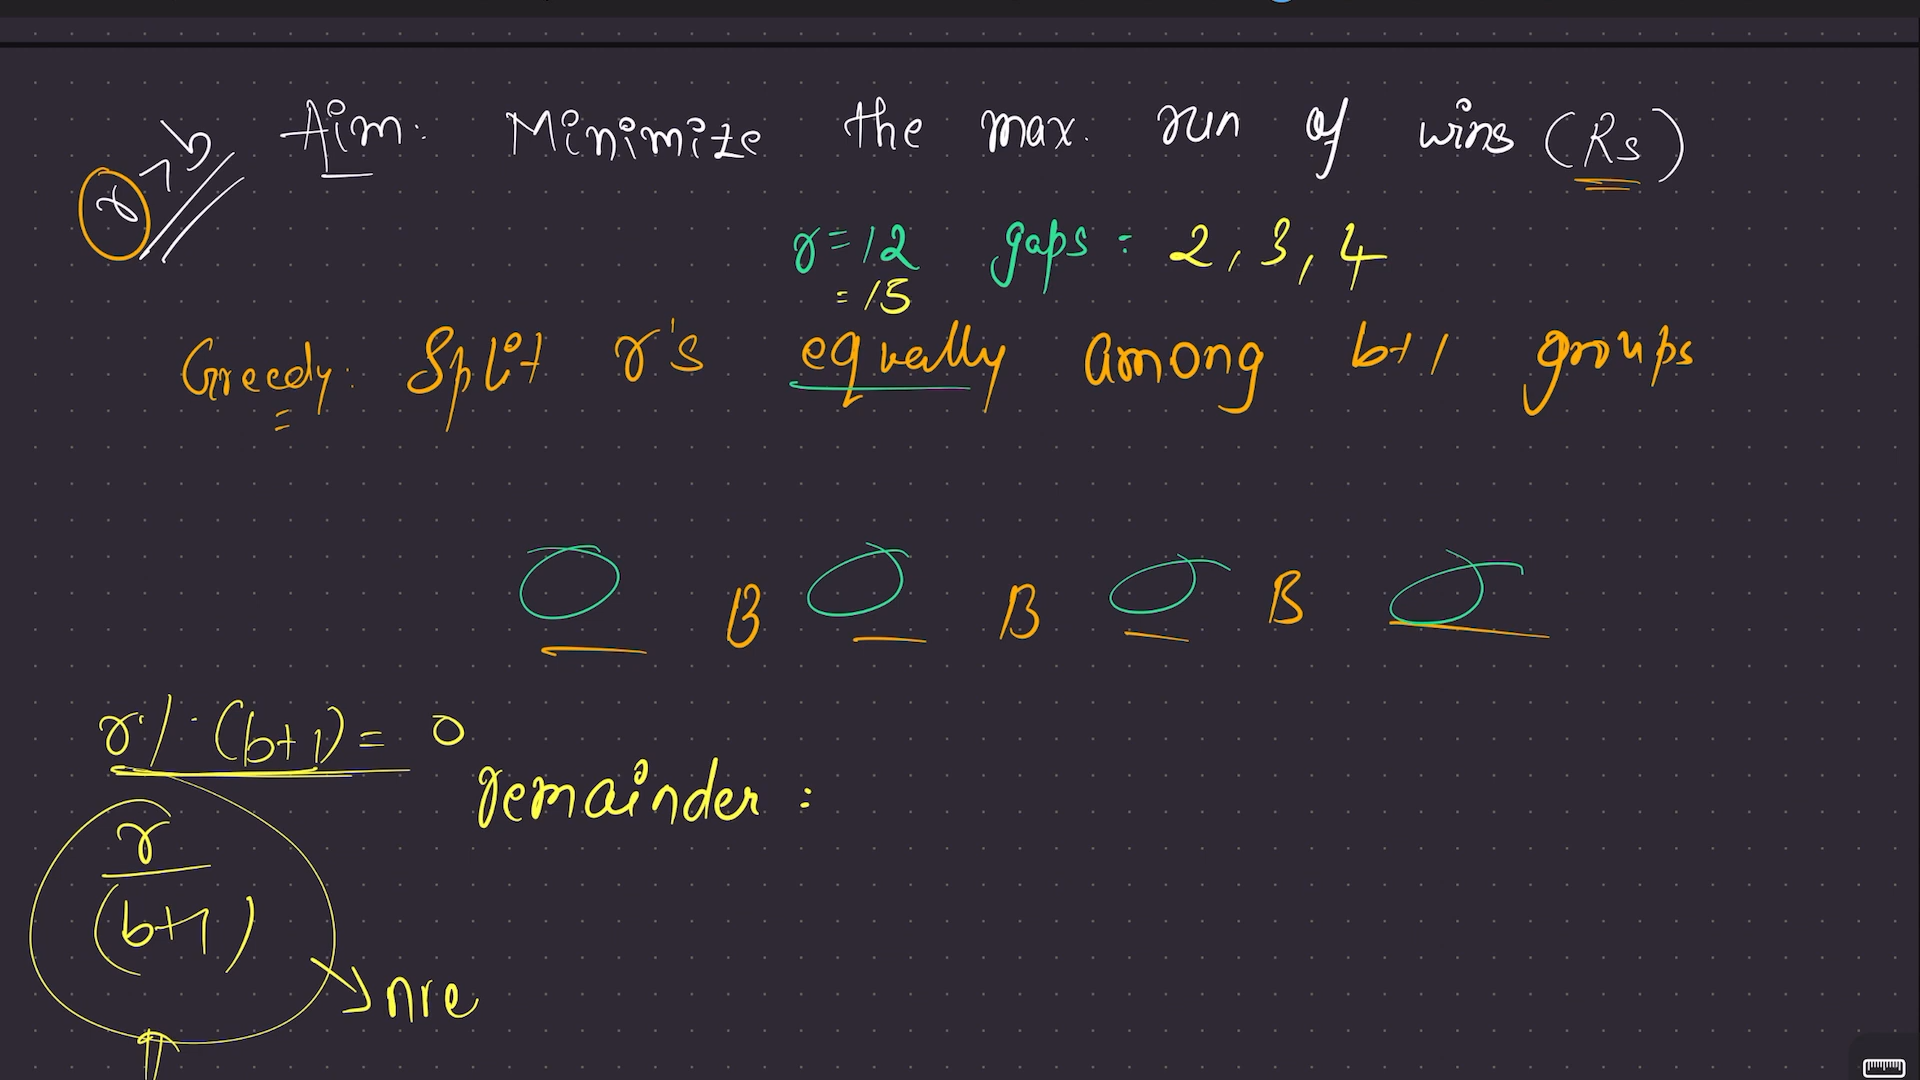 r > b
Aim: Minimize the max. run of wins (Rs)
r = 12 gaps : 2, 3, 4
= 15
Greedy: Split r's equally among b+1 groups
B B B
r % (b+1) = 0
remainder :
r
(b+1)